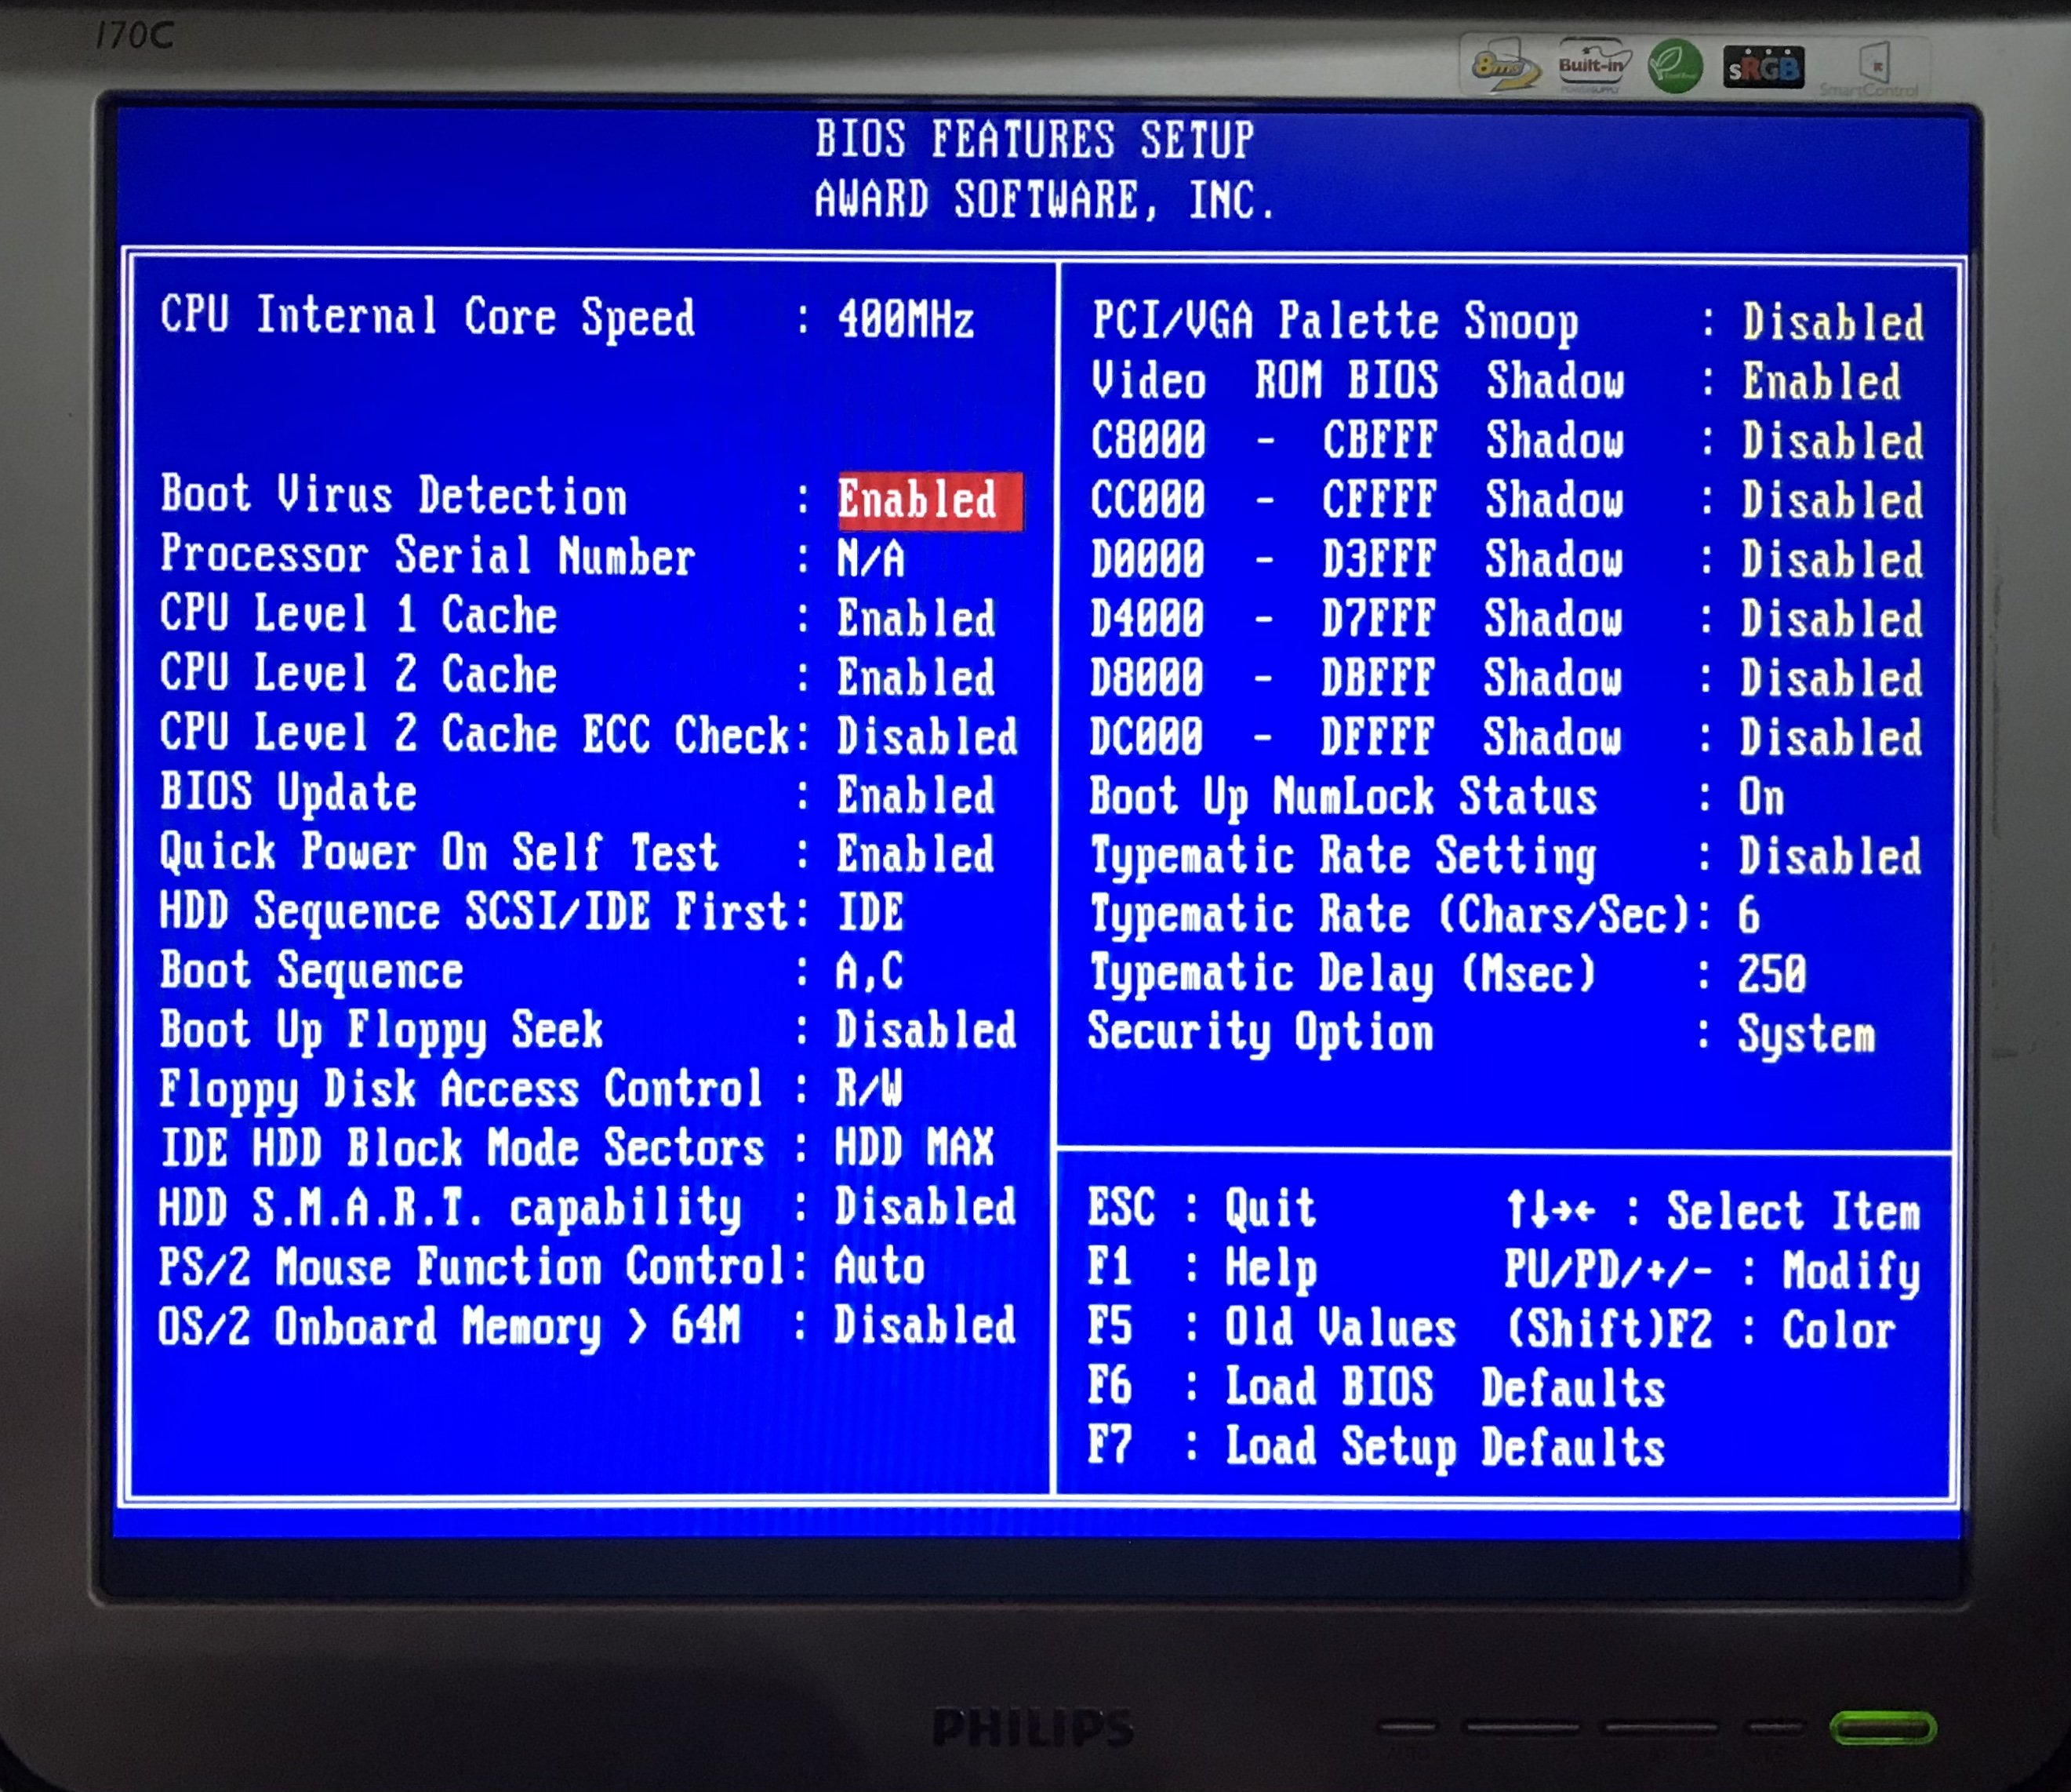 170C
8ms
Built-in
POWER SUPPLY
sRGB
SmartControl
BIOS FEATURES SETUP
AWARD SOFTWARE, INC.
CPU Internal Core Speed : 400MHz
Boot Virus Detection : Enabled
Processor Serial Number : N/A
CPU Level 1 Cache : Enabled
CPU Level 2 Cache : Enabled
CPU Level 2 Cache ECC Check: Disabled
BIOS Update : Enabled
Quick Power On Self Test : Enabled
HDD Sequence SCSI/IDE First: IDE
Boot Sequence : A,C
Boot Up Floppy Seek : Disabled
Floppy Disk Access Control : R/W
IDE HDD Block Mode Sectors : HDD MAX
HDD S.M.A.R.T. capability : Disabled
PS/2 Mouse Function Control: Auto
OS/2 Onboard Memory > 64M : Disabled
PCI/VGA Palette Snoop : Disabled
Video ROM BIOS Shadow : Enabled
C8000 - CBFFF Shadow : Disabled
CC000 - CFFFF Shadow : Disabled
D0000 - D3FFF Shadow : Disabled
D4000 - D7FFF Shadow : Disabled
D8000 - DBFFF Shadow : Disabled
DC000 - DFFFF Shadow : Disabled
Boot Up NumLock Status : On
Typematic Rate Setting : Disabled
Typematic Rate (Chars/Sec): 6
Typematic Delay (Msec) : 250
Security Option : System
ESC : Quit ↑↓→← : Select Item
F1 : Help PU/PD/+/- : Modify
F5 : Old Values (Shift)F2 : Color
F6 : Load BIOS Defaults
F7 : Load Setup Defaults
PHILIPS